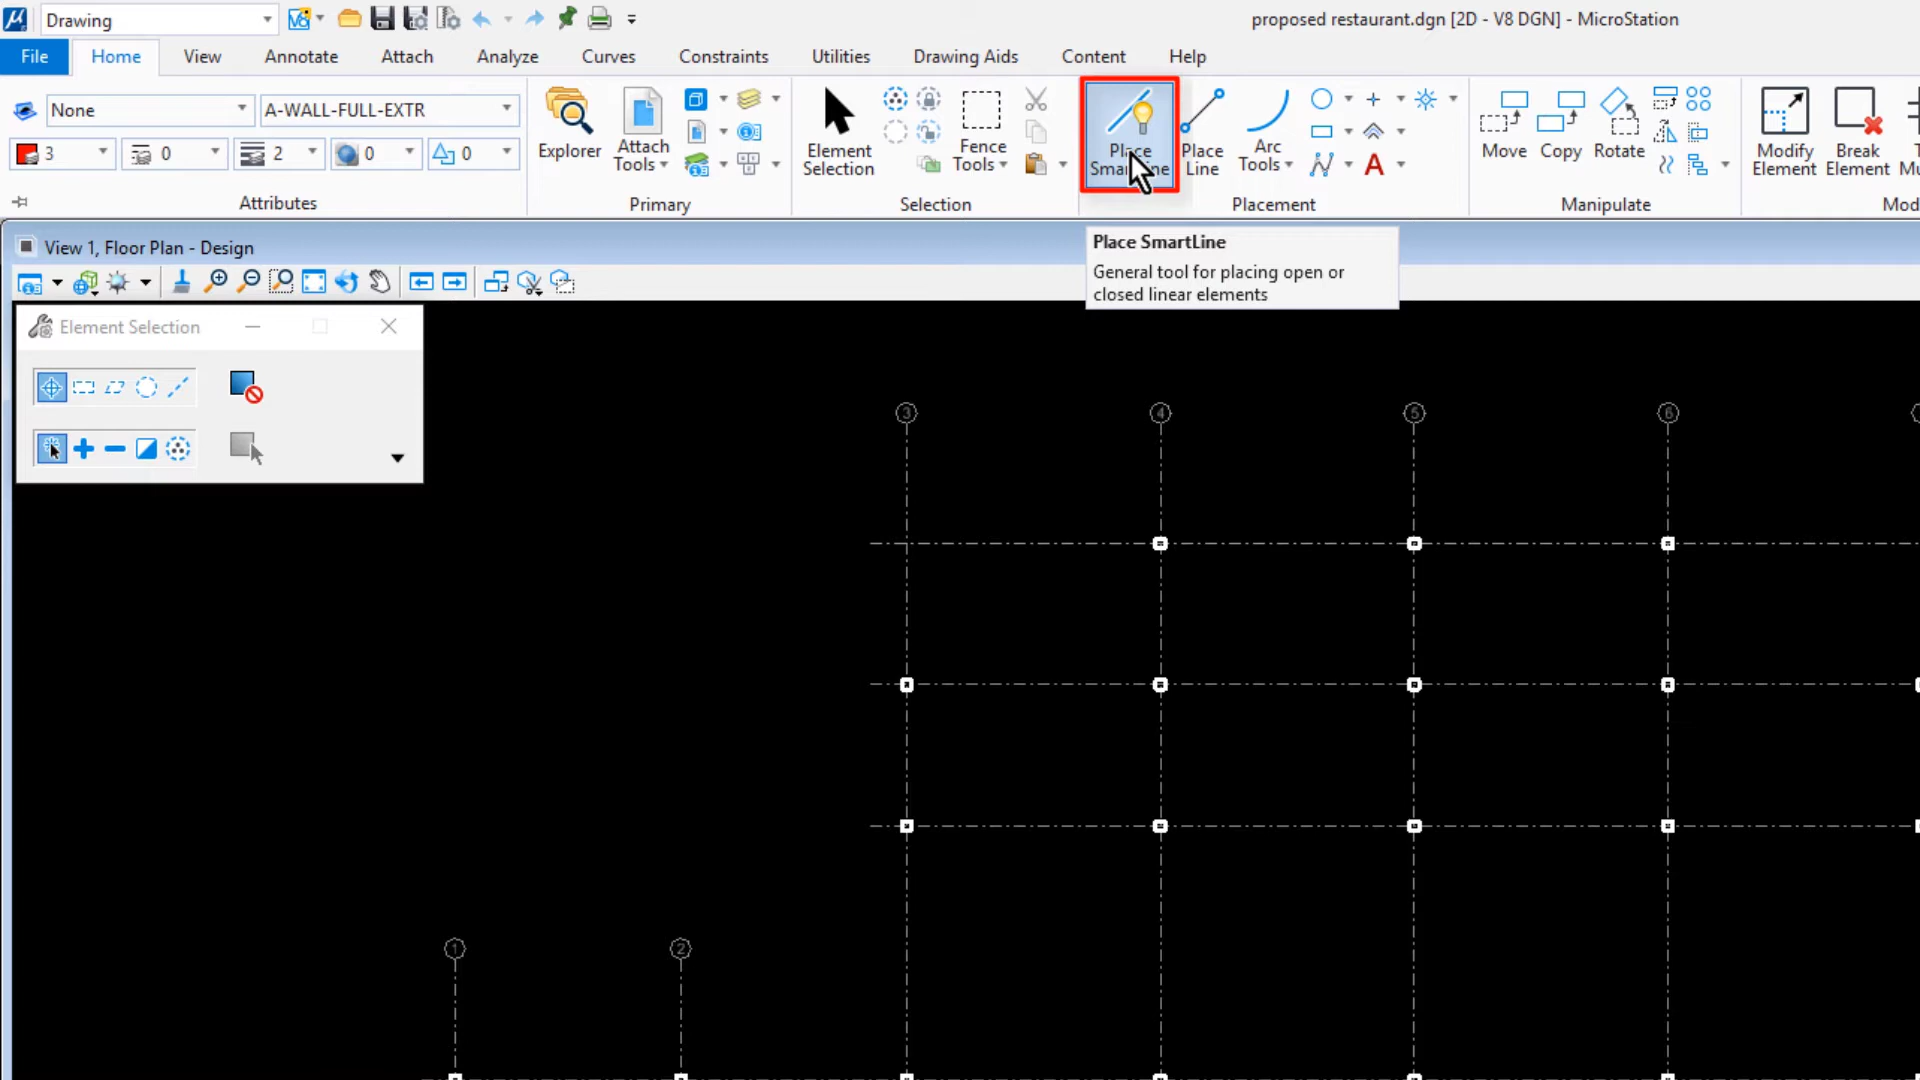 Drawing
proposed restaurant.dgn [2D - V8 DGN] - MicroStation
File Home View Annotate Attach Analyze Curves Constraints Utilities Drawing Aids Content Help
None A-WALL-FULL-EXTR
3 0 2 0 0
Attributes
Explorer
Attach
Tools
Primary
Element
Selection
Fence
Tools
Selection
Place
SmartLine
Place
Line
Arc
Tools
Placement
Move Copy Rotate
Manipulate
Modify
Element
Break
Element
View 1, Floor Plan - Design
Place SmartLine
General tool for placing open or
closed linear elements
Element Selection
3 4 5 6
1 2